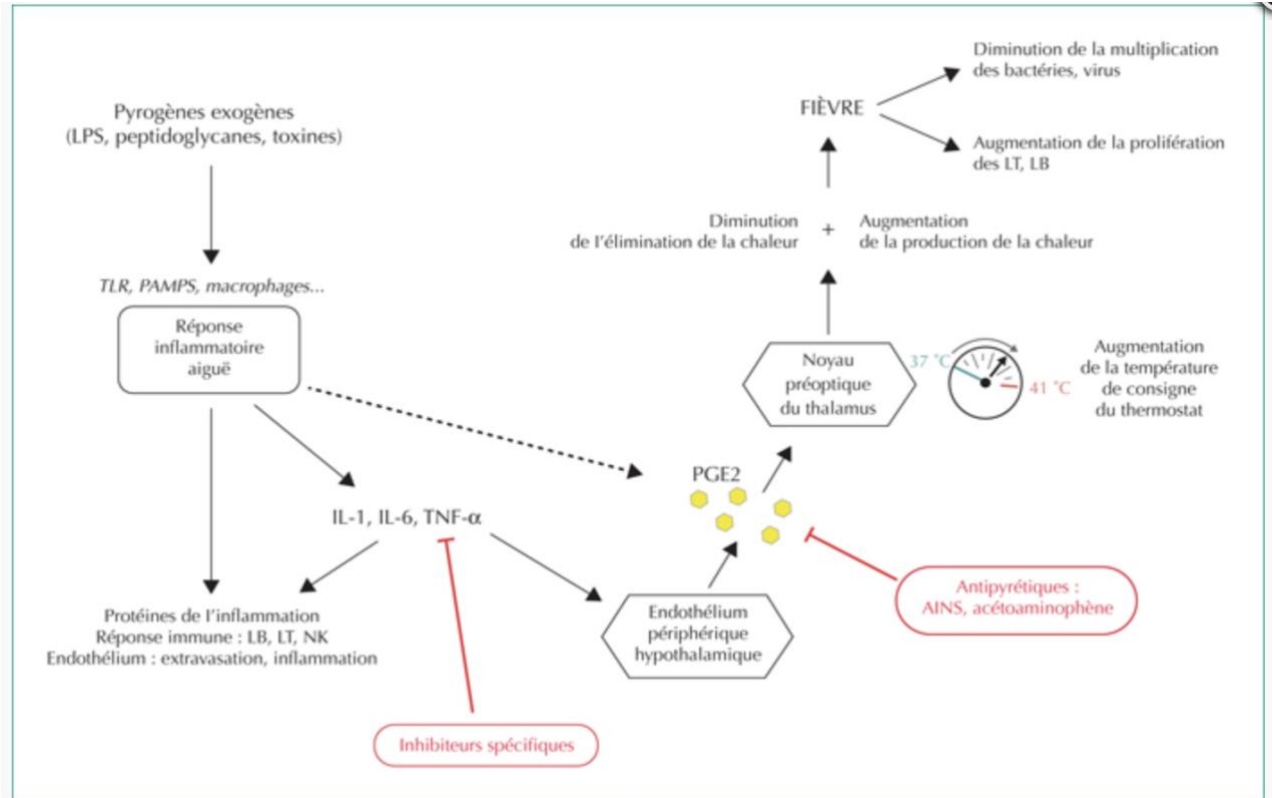 Pyrogènes exogènes
(LPS, peptidoglycanes, toxines)
TLR, PAMPS, macrophages...
Réponse
inflammatoire
aiguë
IL-1, IL-6, TNF-α
Protéines de l'inflammation
Réponse immune : LB, LT, NK
Endothélium : extravasation, inflammation
Inhibiteurs spécifiques
Endothélium
périphérique
hypothalamique
PGE2
Antipyrétiques :
AINS, acétoaminophène
Noyau
préoptique
du thalamus
37 °C
41 °C
Augmentation
de la température
de consigne
du thermostat
Diminution
de l'élimination de la chaleur
+
Augmentation
de la production de la chaleur
FIÈVRE
Diminution de la multiplication
des bactéries, virus
Augmentation de la prolifération
des LT, LB